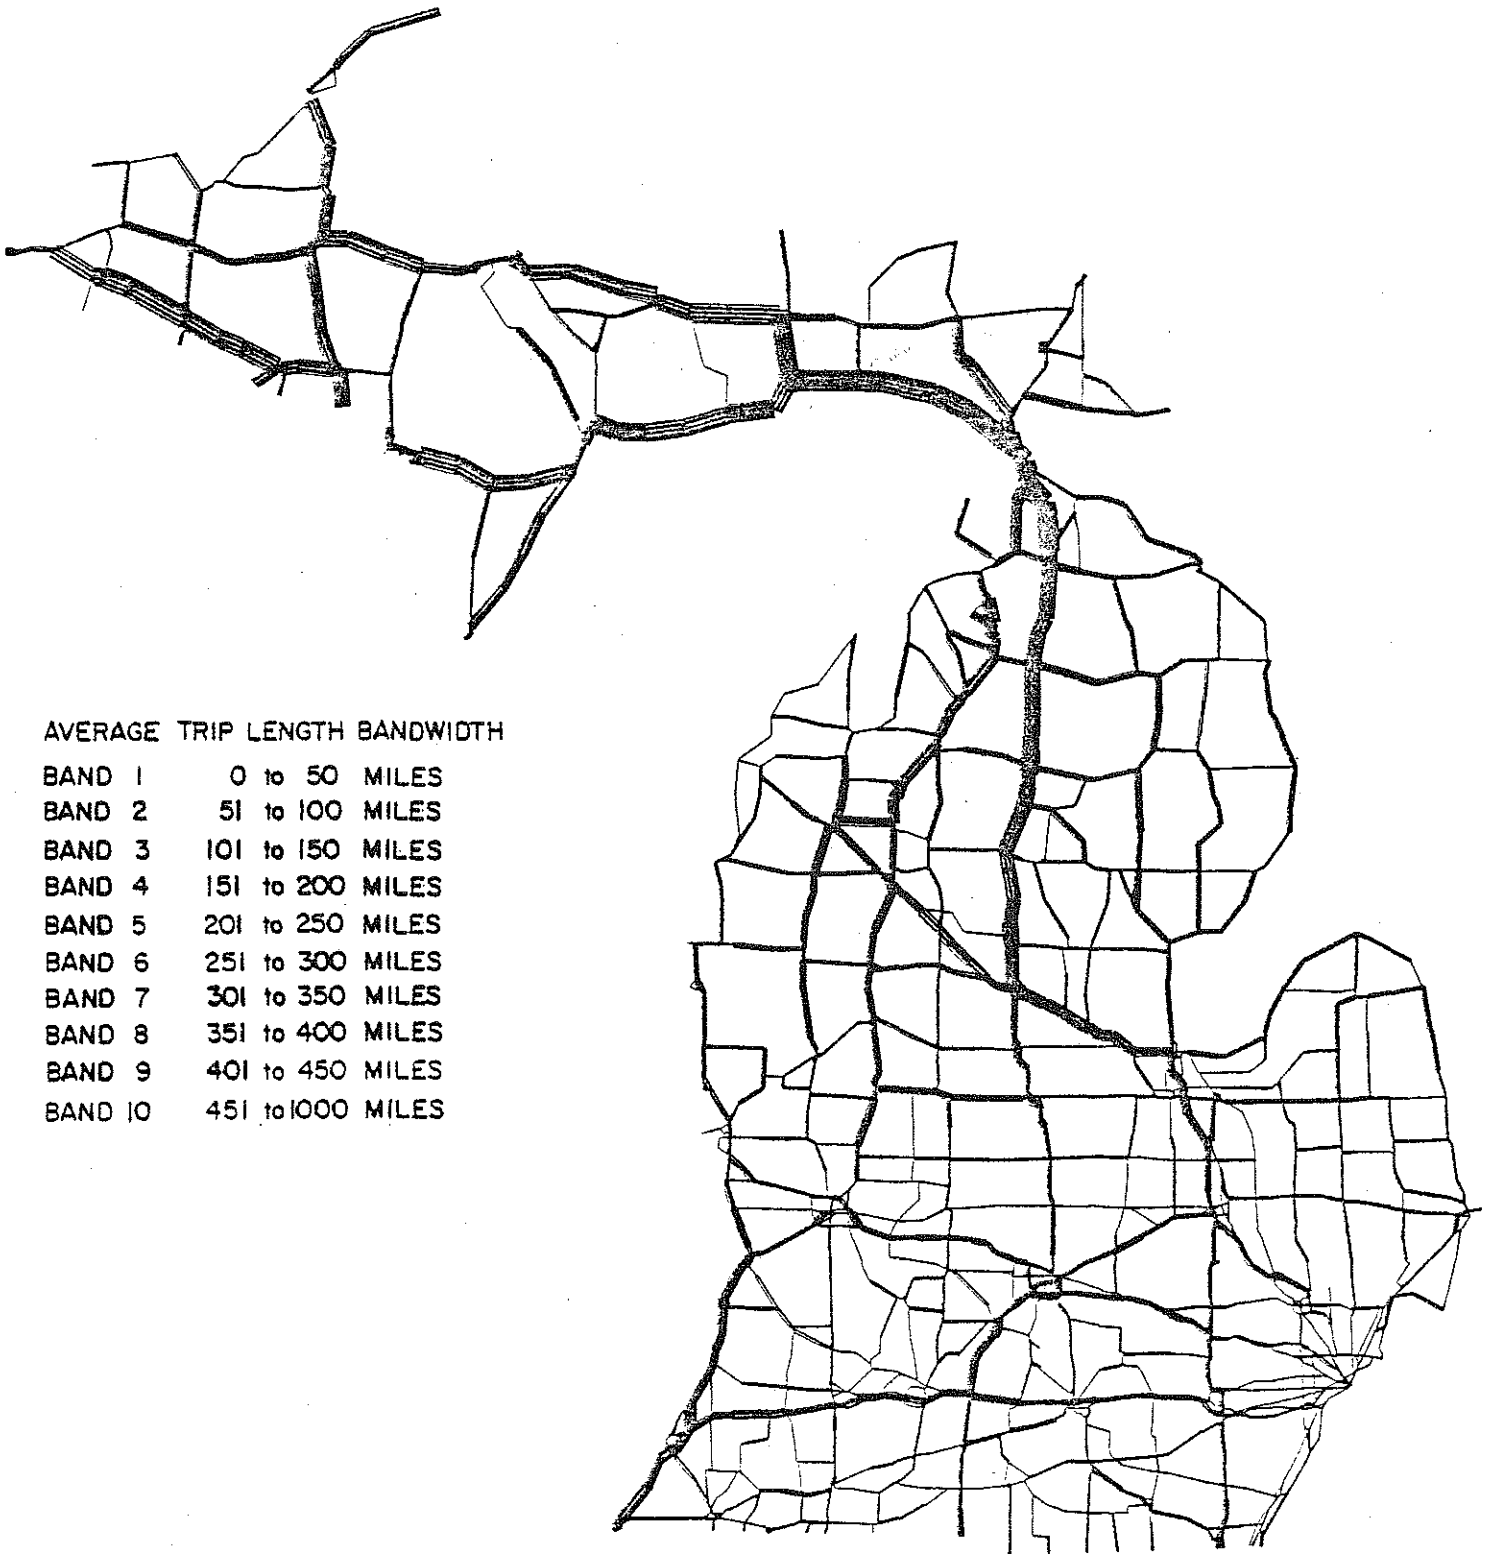 AVERAGE TRIP LENGTH BANDWIDTH
BAND 1 0 to 50 MILES
BAND 2 51 to 100 MILES
BAND 3 101 to 150 MILES
BAND 4 151 to 200 MILES
BAND 5 201 to 250 MILES
BAND 6 251 to 300 MILES
BAND 7 301 to 350 MILES
BAND 8 351 to 400 MILES
BAND 9 401 to 450 MILES
BAND 10 451 to 1000 MILES